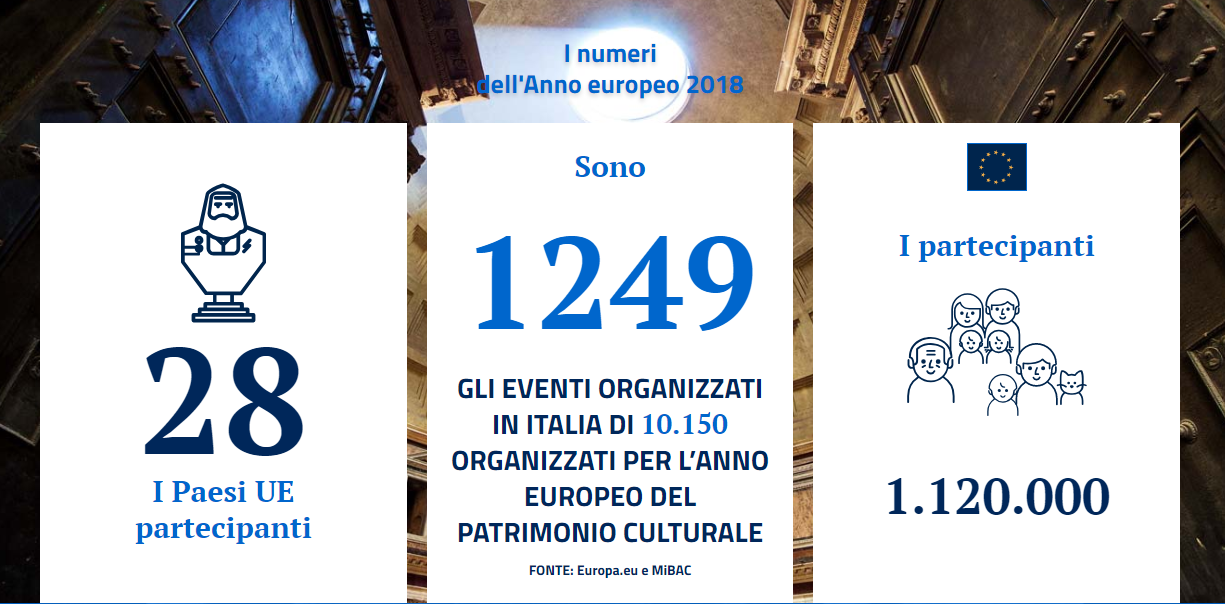 I numeri
dell'Anno europeo 2018
28
I Paesi UE
partecipanti
Sono
1249
GLI EVENTI ORGANIZZATI
IN ITALIA DI 10.150
ORGANIZZATI PER L’ANNO
EUROPEO DEL
PATRIMONIO CULTURALE
FONTE: Europa.eu e MiBAC
I partecipanti
1.120.000